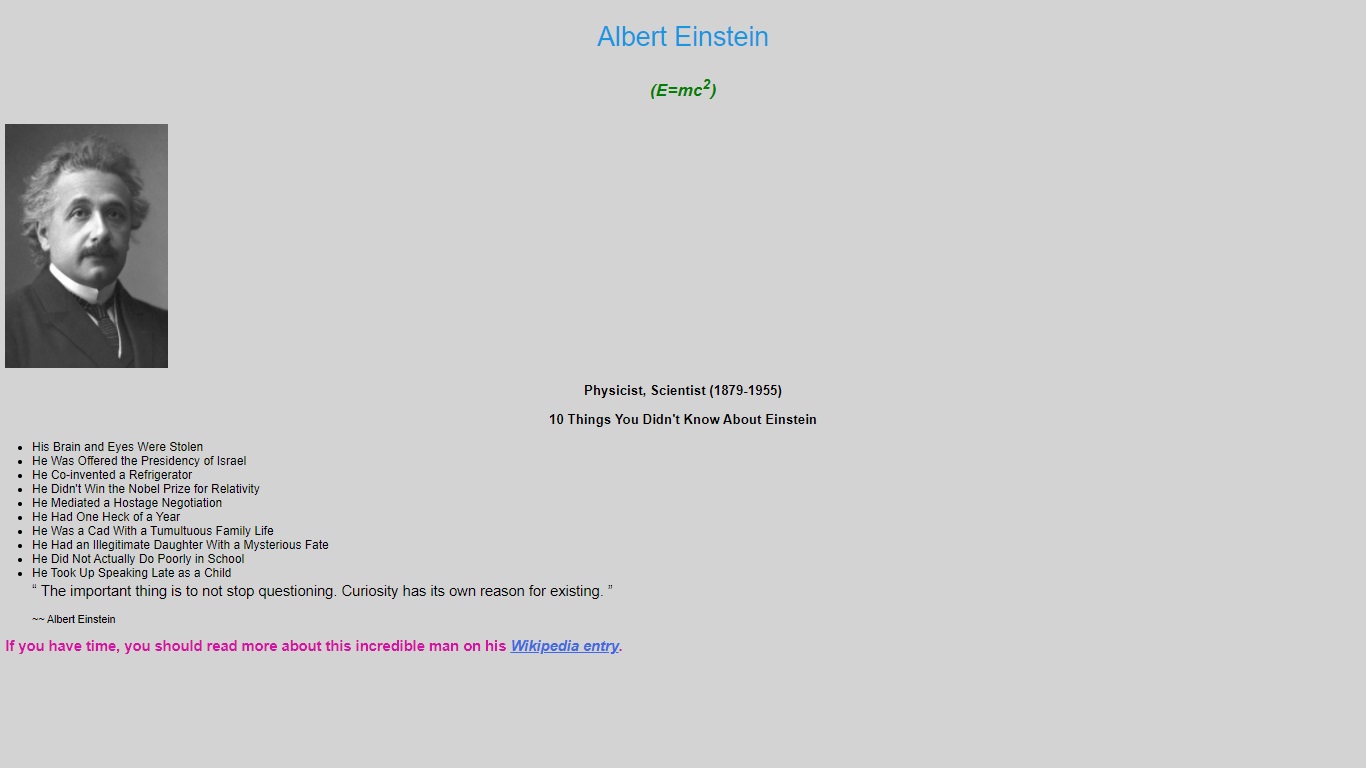 Albert Einstein
(E=mc²)
Physicist, Scientist (1879-1955)
10 Things You Didn't Know About Einstein
• His Brain and Eyes Were Stolen
• He Was Offered the Presidency of Israel
• He Co-invented a Refrigerator
• He Didn't Win the Nobel Prize for Relativity
• He Mediated a Hostage Negotiation
• He Had One Heck of a Year
• He Was a Cad With a Tumultuous Family Life
• He Had an Illegitimate Daughter With a Mysterious Fate
• He Did Not Actually Do Poorly in School
• He Took Up Speaking Late as a Child
“ The important thing is to not stop questioning. Curiosity has its own reason for existing. ”
~~ Albert Einstein
If you have time, you should read more about this incredible man on his Wikipedia entry.